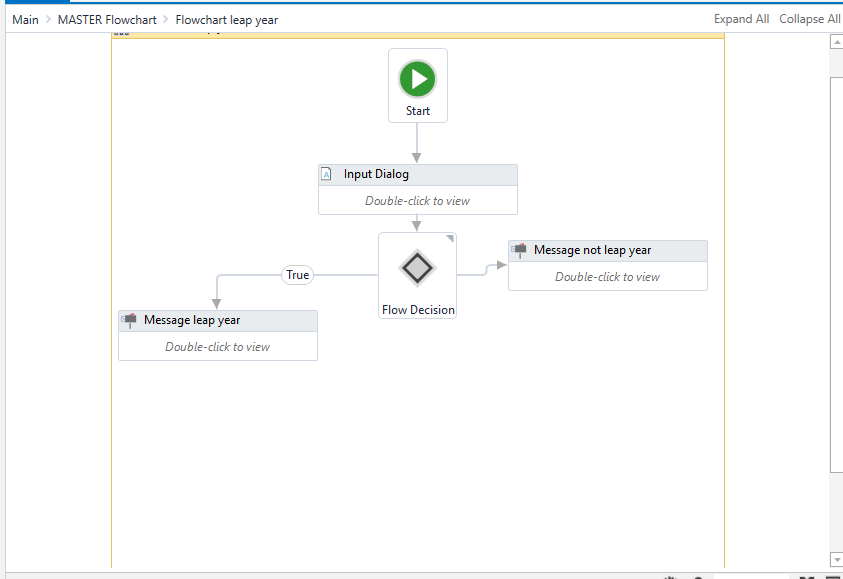 Main > MASTER Flowchart > Flowchart leap year
Expand All Collapse All
Start
Input Dialog
Double-click to view
Message not leap year
Double-click to view
True
Flow Decision
Message leap year
Double-click to view